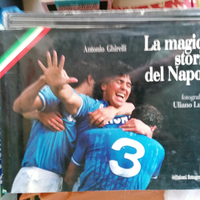 Antonio Ghirelli
La magica
storia
del Napoli
fotografie
Uliano Lu
3
edizioni